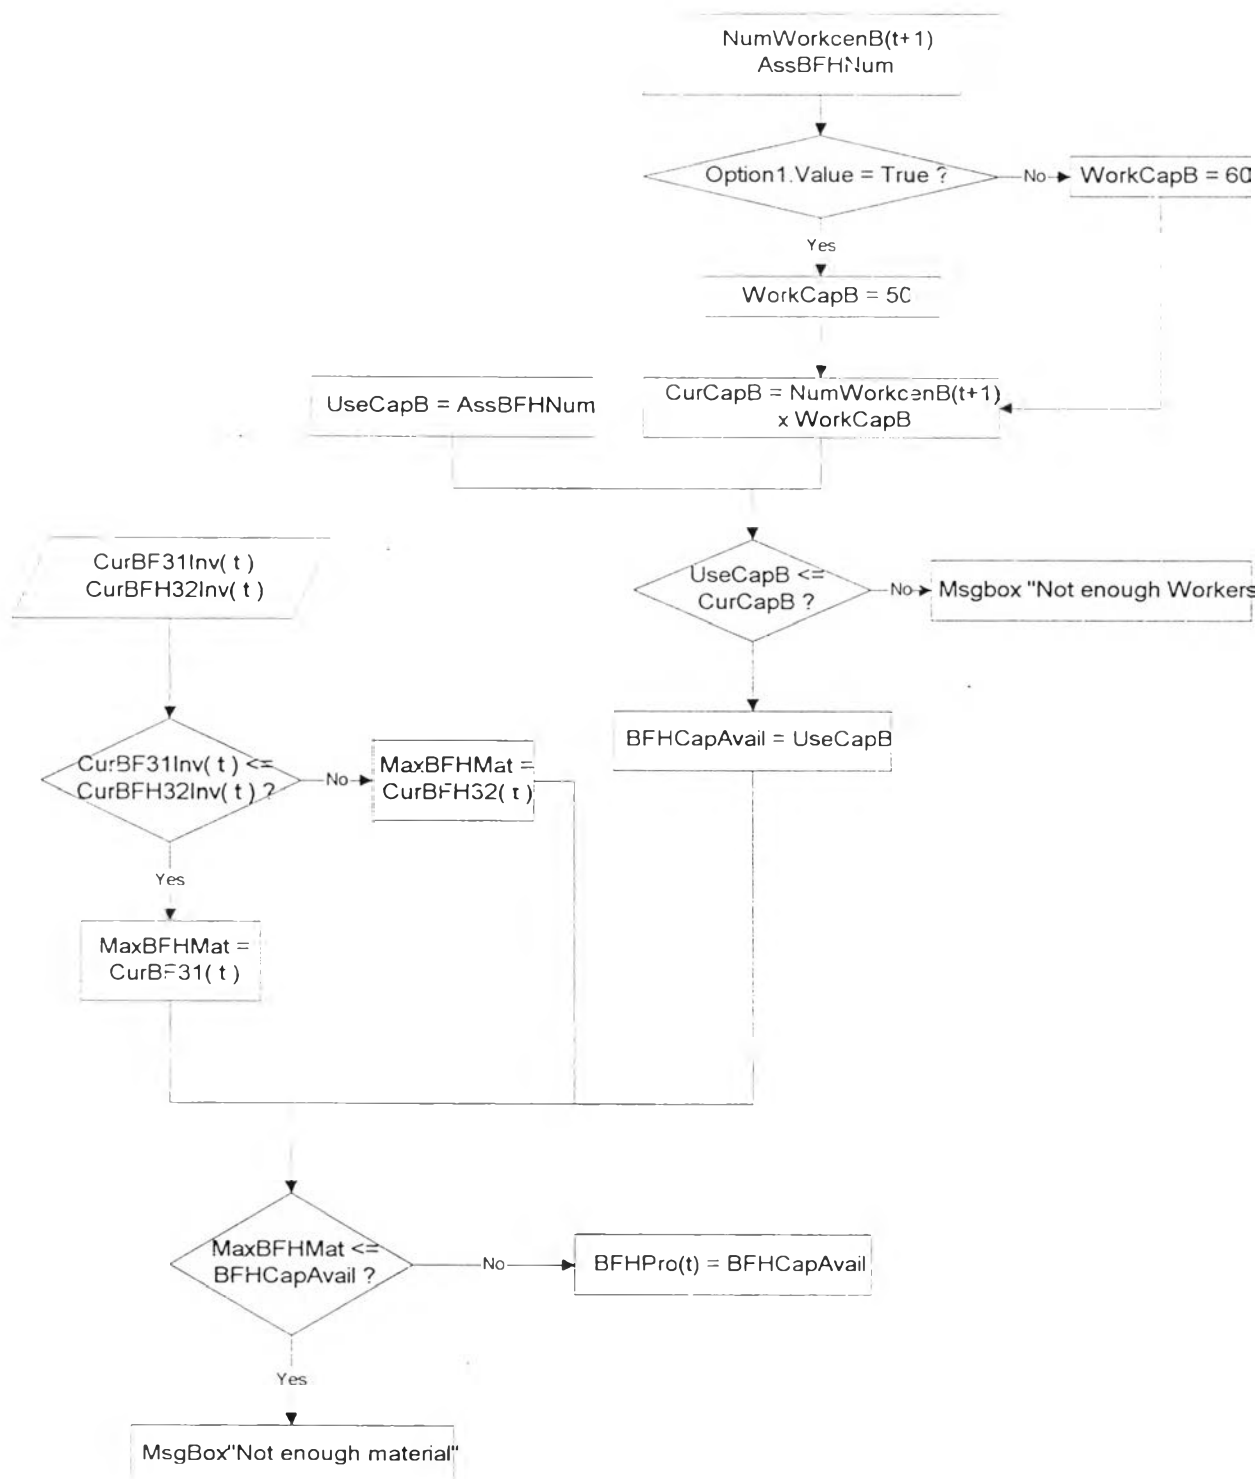 NumWorkcenB(t+1)
AssBFHNum
Option1.Value = True ?
No
WorkCapB = 60
Yes
WorkCapB = 50
UseCapB = AssBFHNum
CurCapB = NumWorkcenB(t+1)
x WorkCapB
CurBF31Inv( t )
CurBFH32Inv( t )
UseCapB <=
CurCapB ?
No
Msgbox "Not enough Workers
BFHCapAvail = UseCapB
CurBF31Inv( t ) <=
CurBFH32Inv( t ) ?
No
MaxBFHMat =
CurBFH32( t )
Yes
MaxBFHMat =
CurBF31( t )
MaxBFHMat <=
BFHCapAvail ?
No
BFHPro(t) = BFHCapAvail
Yes
MsgBox"Not enough material"